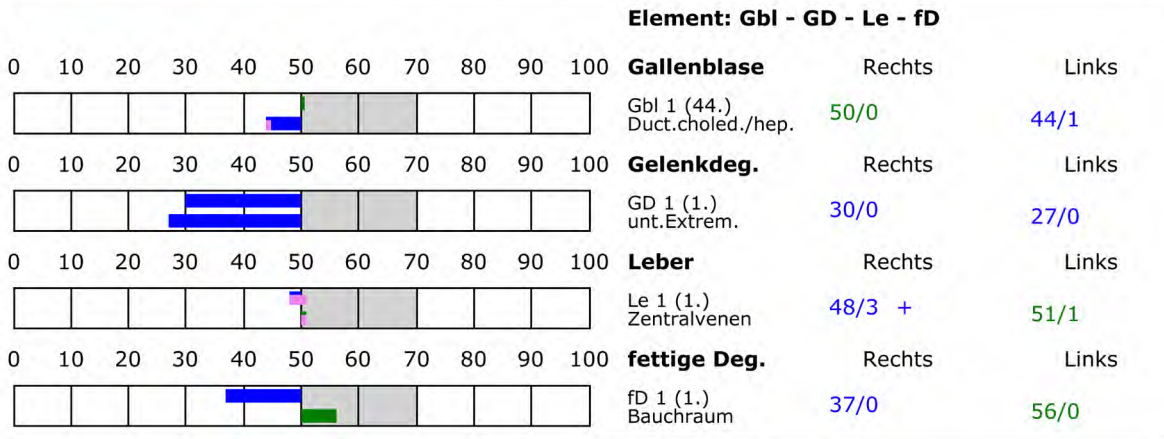 Element: Gbl - GD - Le - fD
0 10 20 30 40 50 60 70 80 90 100 Gallenblase Rechts Links
Gbl 1 (44.) 50/0 44/1
Duct.choled./hep.
0 10 20 30 40 50 60 70 80 90 100 Gelenkdeg. Rechts Links
GD 1 (1.) 30/0 27/0
unt.Extrem.
0 10 20 30 40 50 60 70 80 90 100 Leber Rechts Links
Le 1 (1.) 48/3 + 51/1
Zentralvenen
0 10 20 30 40 50 60 70 80 90 100 fettige Deg. Rechts Links
fD 1 (1.) 37/0 56/0
Bauchraum